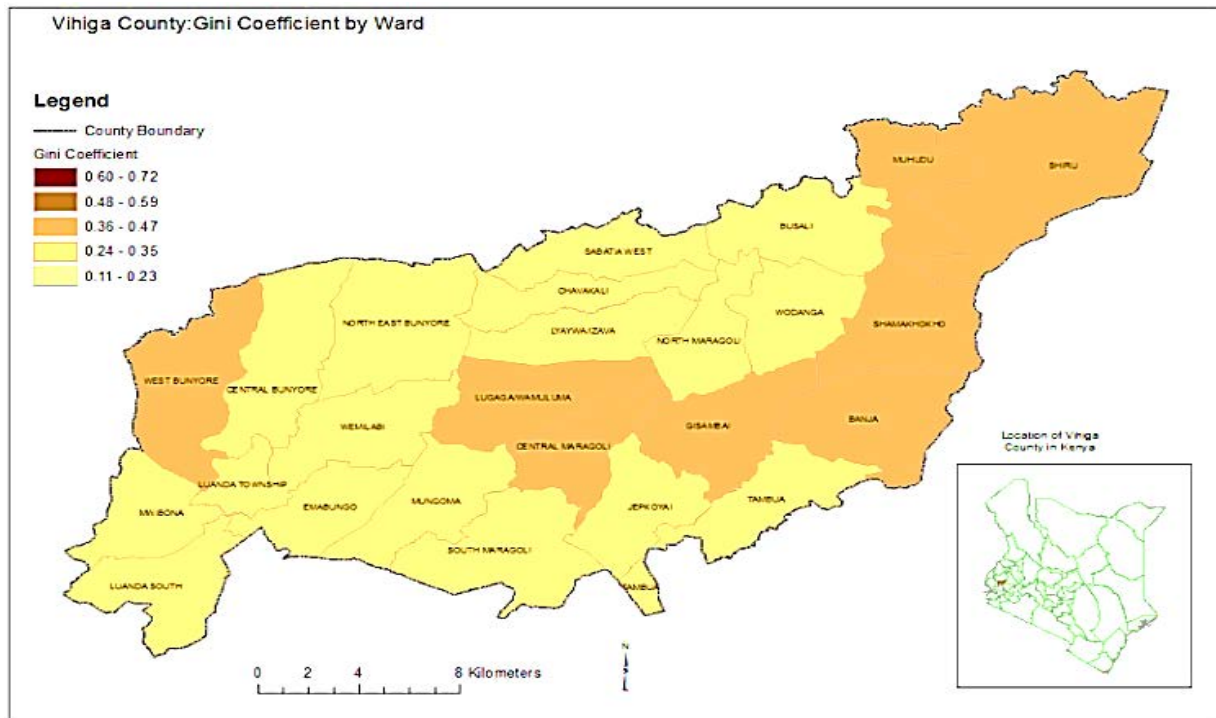 Vihiga County:Gini Coefficient by Ward
Legend
County Boundary
Gini Coefficient
0.60 - 0.72
0.48 - 0.59
0.36 - 0.47
0.24 - 0.35
0.11 - 0.23
MUHUDU
SHIRU
BUSALI
SABATIA WEST
CHAVAKALI
NORTH EAST BUNYORE
LYAYWA/IZAVA
WODANGA
SHAMAKHOKHO
NORTH MARAGOLI
WEST BUNYORE
CENTRAL BUNYORE
LUGAGA/WAMULUMA
WEMILABI
GISAMBAI
BANJA
CENTRAL MARAGOLI
LUANDA TOWNSHIP
MWIBONA
EMABUNGO
MUNGOMA
JEPKOYAI
TAMBUA
SOUTH MARAGOLI
LUANDA SOUTH
TAMBUA
Location of Vihiga
County in Kenya
N
0 2 4 8 Kilometers